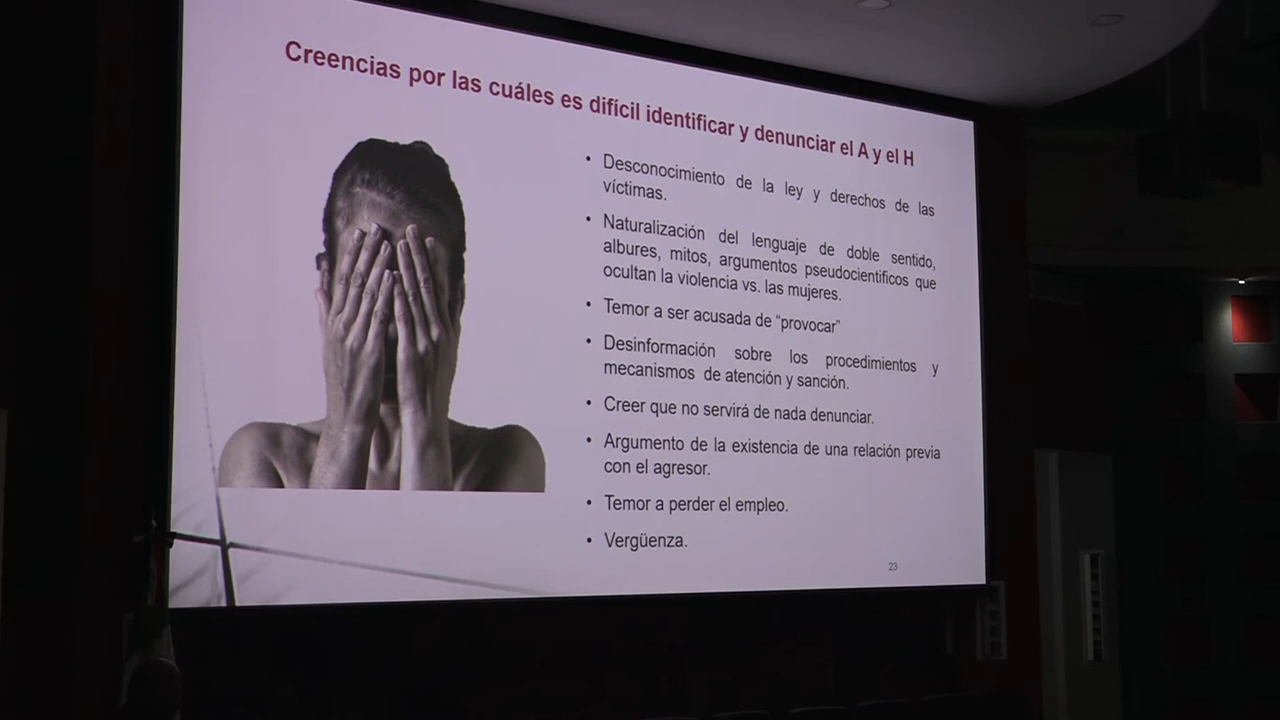 Creencias por las cuáles es difícil identificar y denunciar el A y el H
• Desconocimiento de la ley y derechos de las
víctimas.
• Naturalización del lenguaje de doble sentido,
albures, mitos, argumentos pseudocientificos que
ocultan la violencia vs. las mujeres.
• Temor a ser acusada de “provocar”
• Desinformación sobre los procedimientos y
mecanismos de atención y sanción.
• Creer que no servirá de nada denunciar.
• Argumento de la existencia de una relación previa
con el agresor.
• Temor a perder el empleo.
• Vergüenza.
23